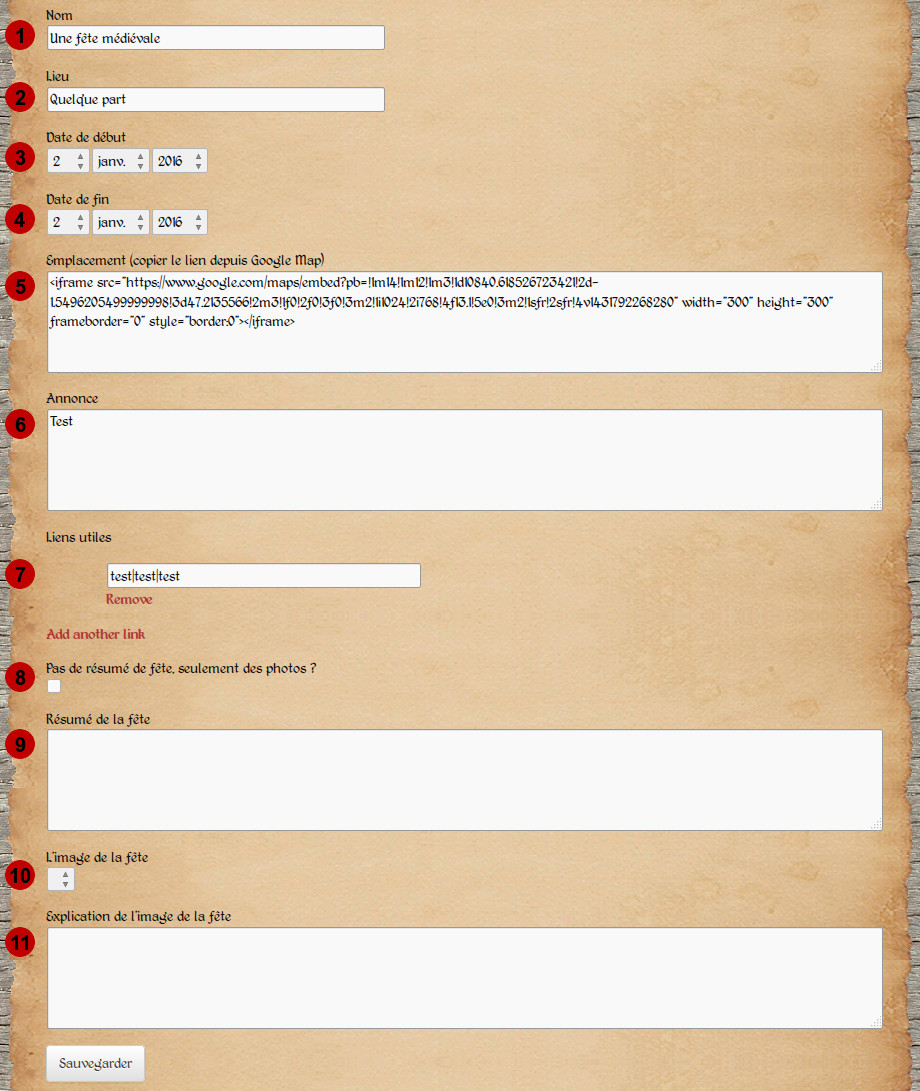 Nom
1 Une fête médiévale
Lieu
2 Quelque part
Date de début
3 2 janv. 2016
Date de fin
4 2 janv. 2016
Emplacement (copier le lien depuis Google Map)
5 <iframe src="https://www.google.com/maps/embed?pb=!1m14!1m12!1m3!1d10840.618526723421!2d-
1.5496205499999998!3d47.2135566!2m3!1f0!2f0!3f0!3m2!1i1024!2i768!4f13.1!5e0!3m2!1sfr!2sfr!4v1431792268280" width="300" height="300"
frameborder="0" style="border:0"></iframe>
Annonce
6 Test
Liens utiles
7 test|test|test
Remove
Add another link
Pas de résumé de fête, seulement des photos ?
8
Résumé de la fête
9
L'image de la fête
10
Explication de l'image de la fête
11
Sauvegarder